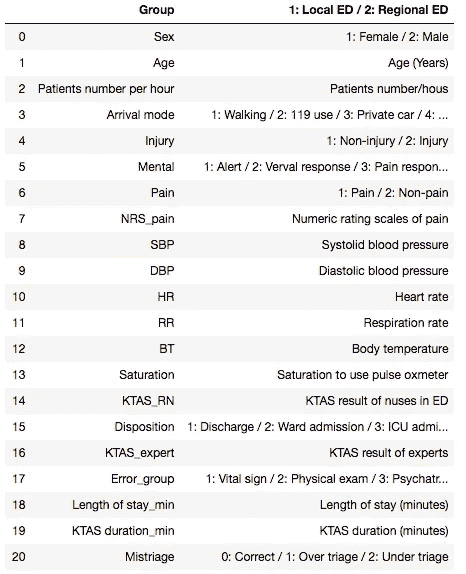 Group 1: Local ED / 2: Regional ED
0 Sex 1: Female / 2: Male
1 Age Age (Years)
2 Patients number per hour Patients number/hous
3 Arrival mode 1: Walking / 2: 119 use / 3: Private car / 4: ...
4 Injury 1: Non-injury / 2: Injury
5 Mental 1: Alert / 2: Verval response / 3: Pain respon...
6 Pain 1: Pain / 2: Non-pain
7 NRS_pain Numeric rating scales of pain
8 SBP Systolid blood pressure
9 DBP Diastolic blood pressure
10 HR Heart rate
11 RR Respiration rate
12 BT Body temperature
13 Saturation Saturation to use pulse oxmeter
14 KTAS_RN KTAS result of nuses in ED
15 Disposition 1: Discharge / 2: Ward admission / 3: ICU admi...
16 KTAS_expert KTAS result of experts
17 Error_group 1: Vital sign / 2: Physical exam / 3: Psychatr...
18 Length of stay_min Length of stay (minutes)
19 KTAS duration_min KTAS duration (minutes)
20 Mistriage 0: Correct / 1: Over triage / 2: Under triage